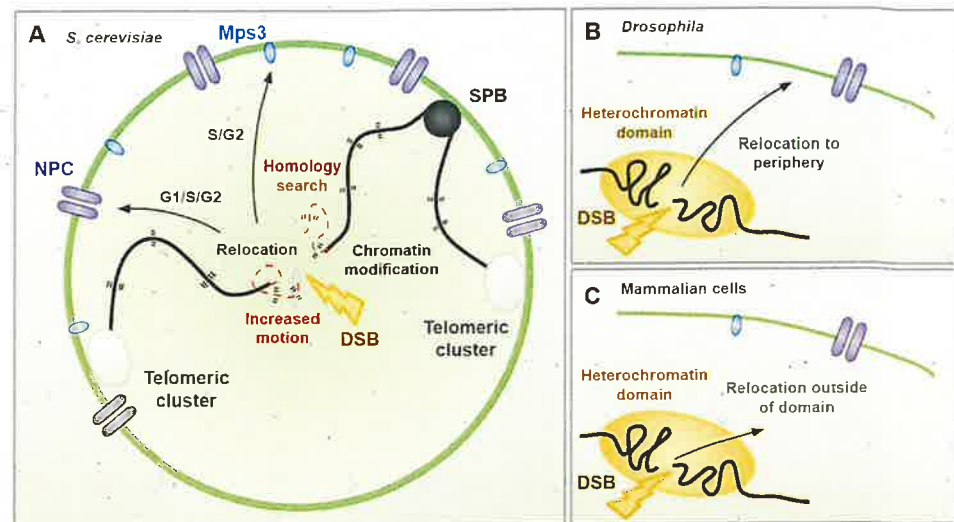 A
S. cerevisiae
Mps3
SPB
S/G2
Homology
search
NPC
G1/S/G2
Relocation
Chromatin
modification
Increased
motion
DSB
Telomeric
cluster
Telomeric
cluster
B
Drosophila
Heterochromatin
domain
Relocation to
periphery
DSB
C
Mammalian cells
Heterochromatin
domain
Relocation outside
of domain
DSB